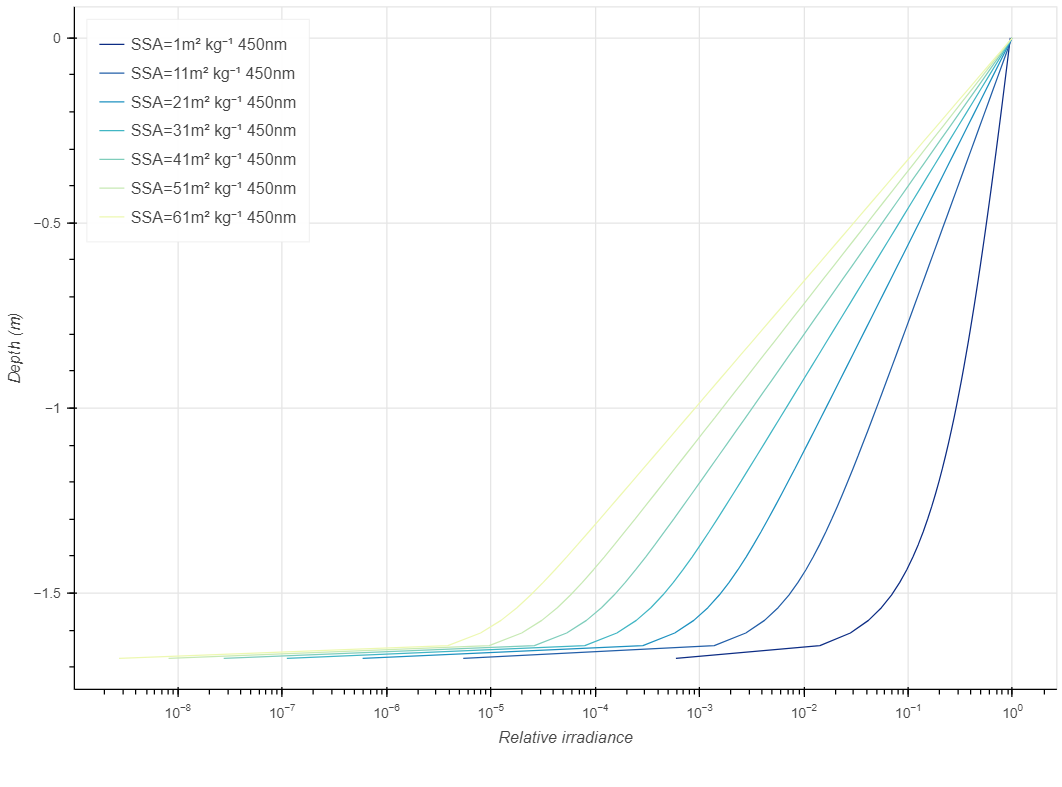 SSA=1m² kg⁻¹ 450nm
SSA=11m² kg⁻¹ 450nm
SSA=21m² kg⁻¹ 450nm
SSA=31m² kg⁻¹ 450nm
SSA=41m² kg⁻¹ 450nm
SSA=51m² kg⁻¹ 450nm
SSA=61m² kg⁻¹ 450nm
0
−0.5
−1
−1.5
Depth (m)
10⁻⁸ 10⁻⁷ 10⁻⁶ 10⁻⁵ 10⁻⁴ 10⁻³ 10⁻² 10⁻¹ 10⁰
Relative irradiance